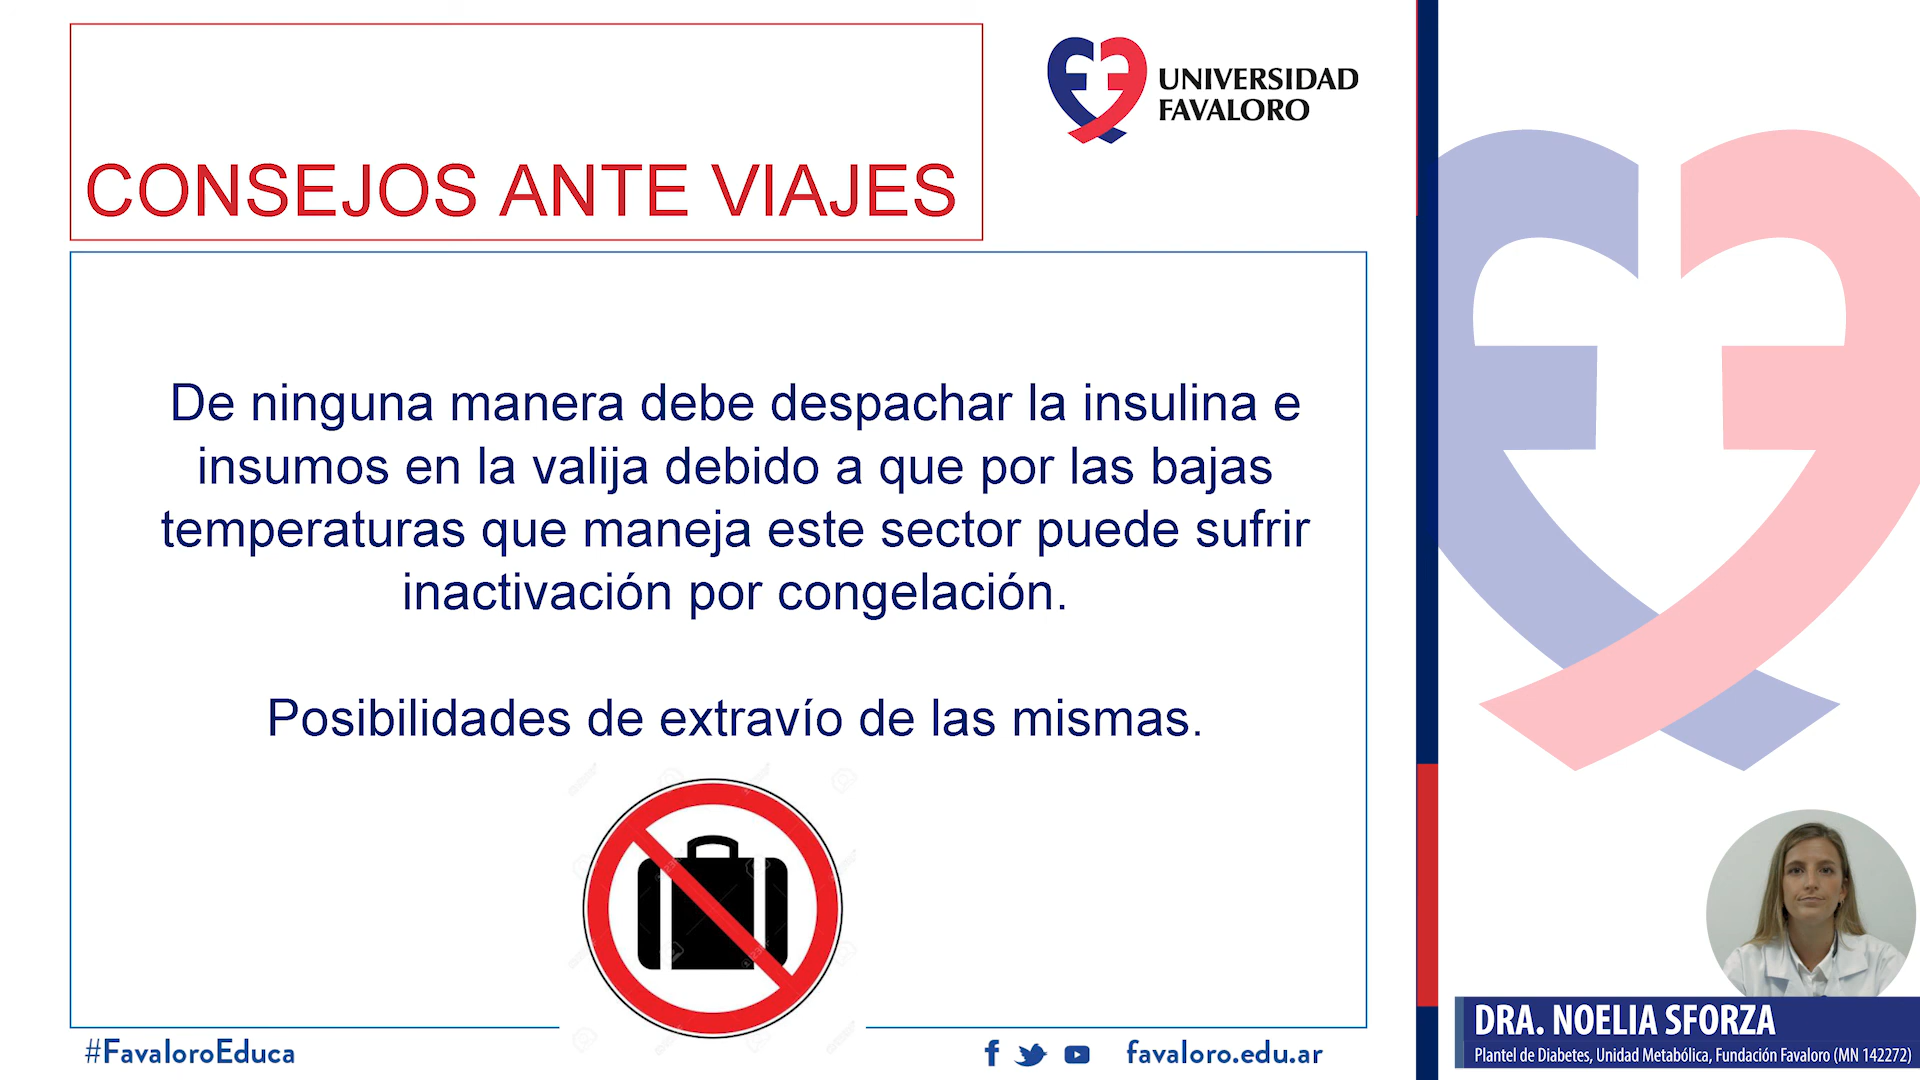 UNIVERSIDAD
FAVALORO
CONSEJOS ANTE VIAJES
De ninguna manera debe despachar la insulina e
insumos en la valija debido a que por las bajas
temperaturas que maneja este sector puede sufrir
inactivación por congelación.
Posibilidades de extravío de las mismas.
#FavaloroEduca
favaloro.edu.ar
DRA. NOELIA SFORZA
Plantel de Diabetes, Unidad Metabólica, Fundación Favaloro (MN 142272)